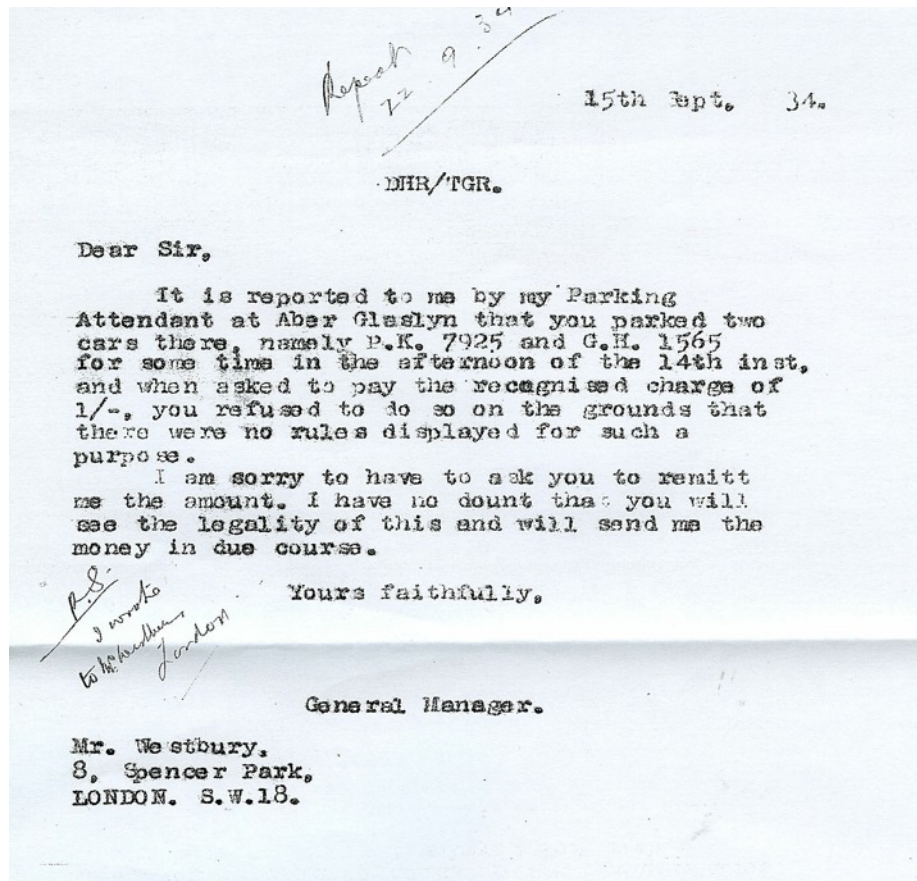 Repeat
22.9.34
15th Sept. 34.
DHR/TGR.
Dear Sir,
It is reported to me by my Parking
Attendant at Aber Glaslyn that you parked two
cars there, namely P.K. 7925 and G.H. 1565
for some time in the afternoon of the 14th inst,
and when asked to pay the recagnised charge of
1/-, you refused to do so on the grounds that
there were no rules displayed for such a
purpose.
I am sorry to have to ask you to remitt
me the amount. I have no dount that you will
see the legality of this and will send me the
money in due course.
Yours faithfully,
P.S.
I wrote
to Mr.
London
General Manager.
Mr. Westbury,
8, Spencer Park,
LONDON. S.W.18.